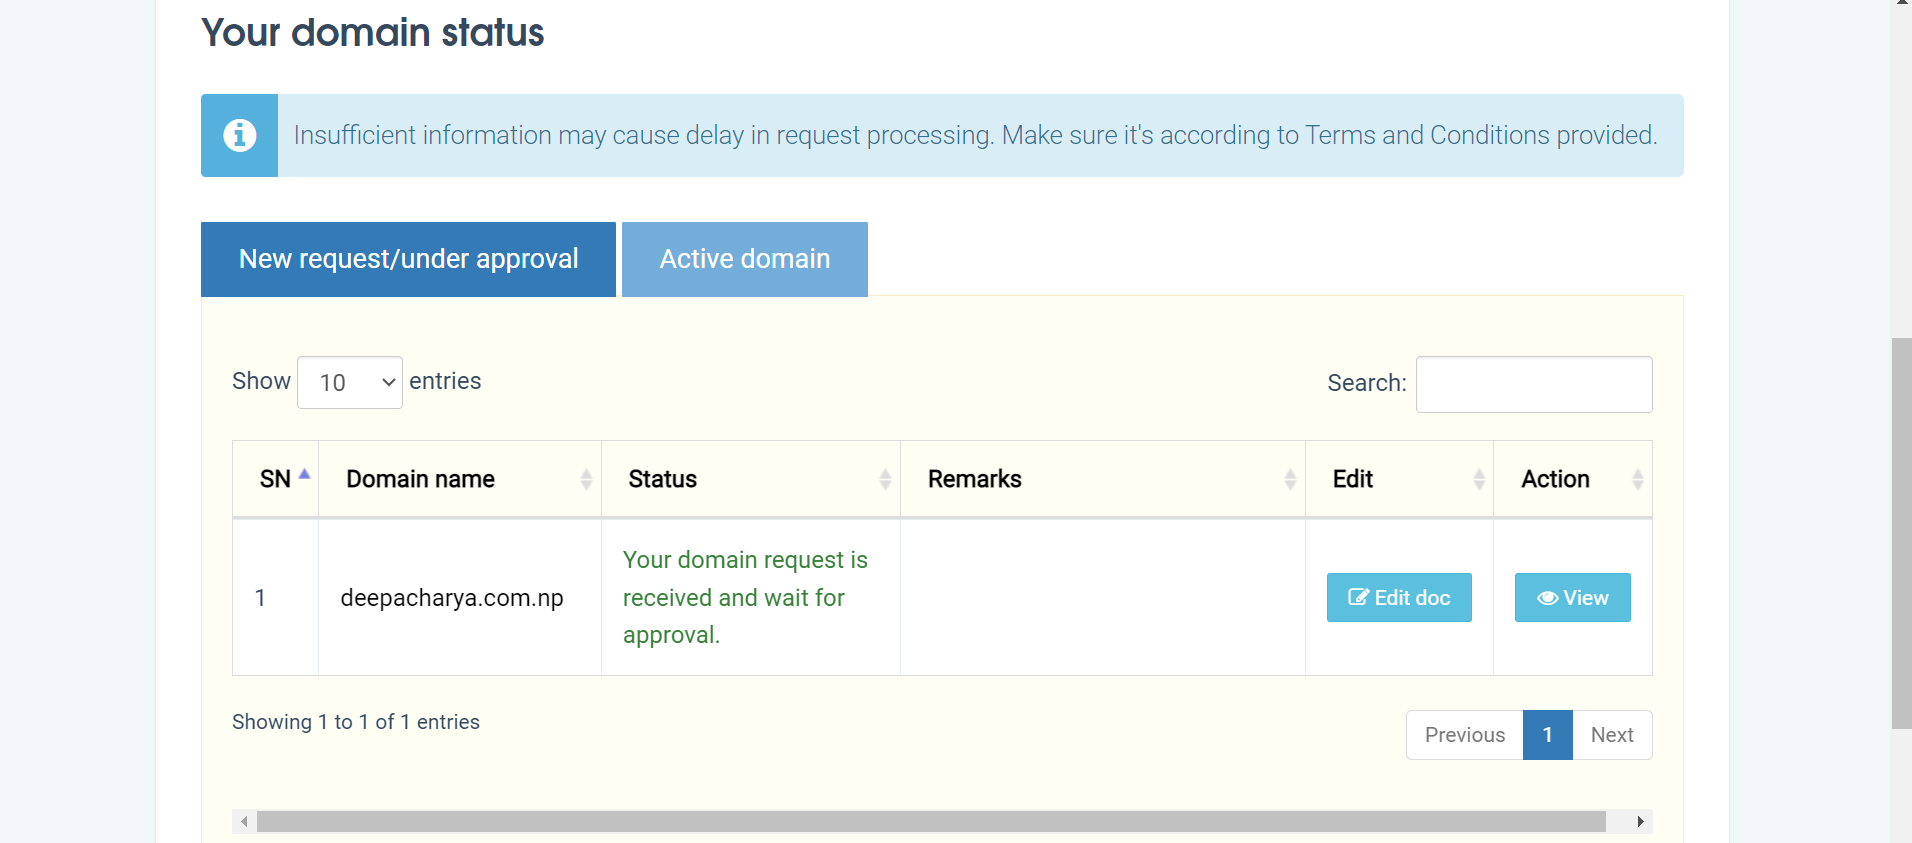 Your domain status
Insufficient information may cause delay in request processing. Make sure it's according to Terms and Conditions provided.
New request/under approval Active domain
Show 10 entries Search:
SN Domain name Status Remarks Edit Action
1 deepacharya.com.np Your domain request is
received and wait for
approval. Edit doc View
Showing 1 to 1 of 1 entries
Previous 1 Next